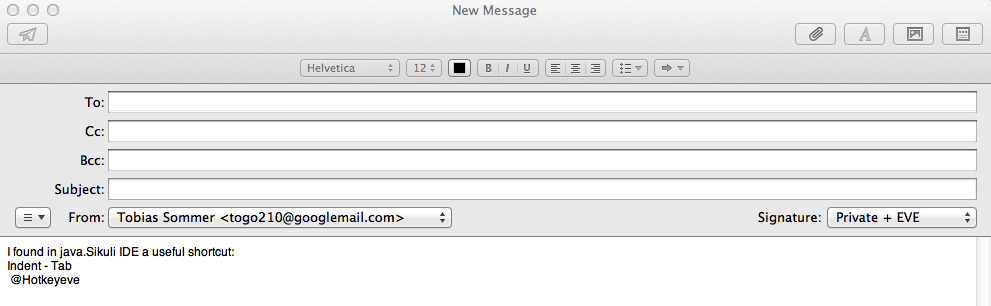 New Message
Helvetica 12 B I U
To:
Cc:
Bcc:
Subject:
From: Tobias Sommer <togo210@googlemail.com> Signature: Private + EVE
I found in java.Sikuli IDE a useful shortcut:
Indent - Tab
@Hotkeyeve